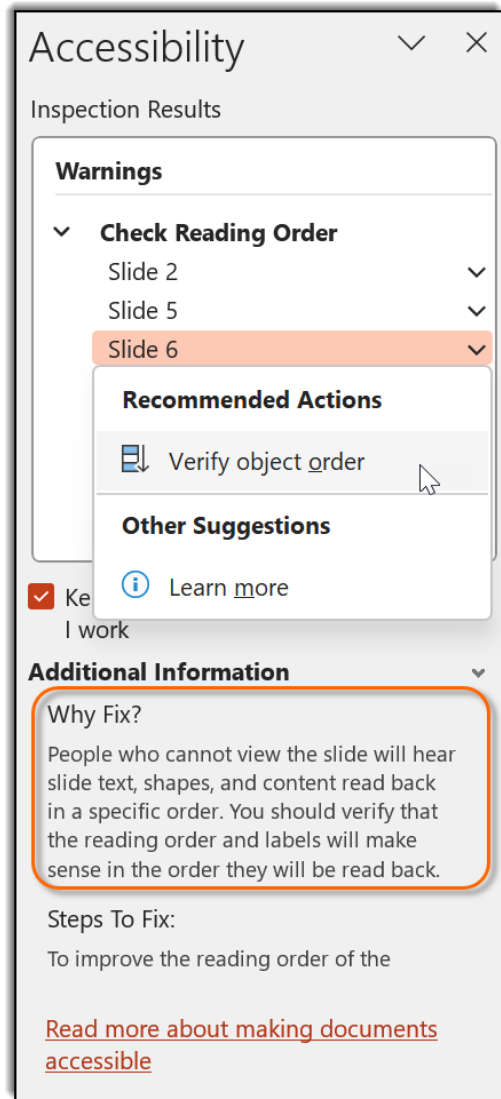 Accessibility
Inspection Results
Warnings
Check Reading Order
Slide 2
Slide 5
Slide 6
Recommended Actions
Verify object order
Other Suggestions
Learn more
Ke
I work
Additional Information
Why Fix?
People who cannot view the slide will hear
slide text, shapes, and content read back
in a specific order. You should verify that
the reading order and labels will make
sense in the order they will be read back.
Steps To Fix:
To improve the reading order of the
Read more about making documents
accessible